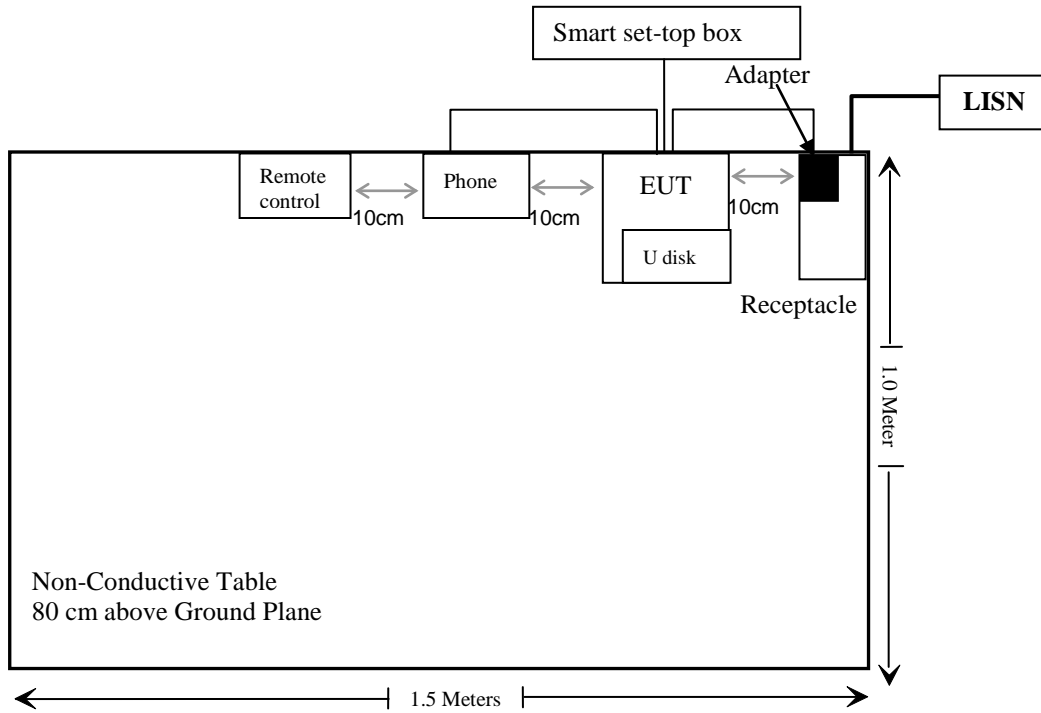 Smart set-top box
Adapter
LISN
Remote
control
Phone
EUT
10cm
10cm
10cm
U disk
Receptacle
1.0 Meter
Non-Conductive Table
80 cm above Ground Plane
1.5 Meters